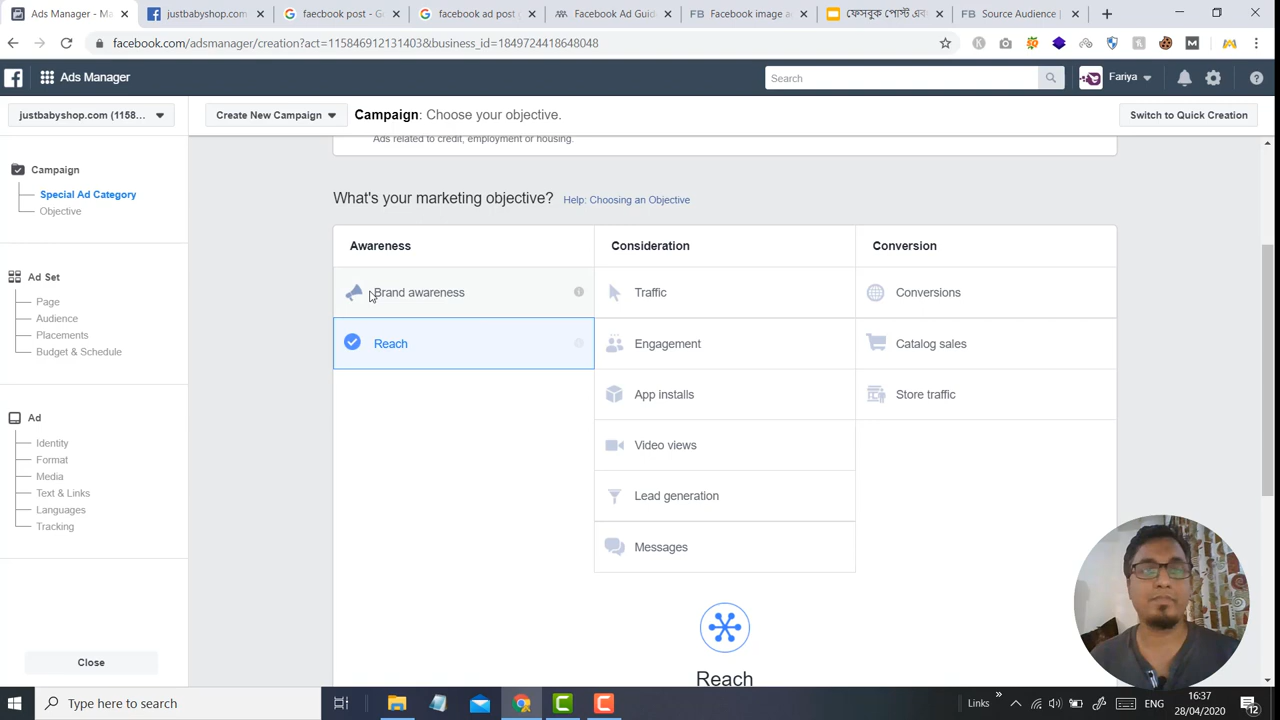 Ads Manager - Ma
justbabyshop.com
faecbook post - G
facebook ad post
Facebook Ad Guid
Facebook image a
ফেসবুক পোস্ট এব
Source Audience |
facebook.com/adsmanager/creation?act=115846912131403&business_id=1849724418648048
Ads Manager
Search
Fariya
justbabyshop.com (1158...
Create New Campaign
Campaign: Choose your objective.
Switch to Quick Creation
Ads related to credit, employment or housing.
Campaign
Special Ad Category
Objective
Ad Set
Page
Audience
Placements
Budget & Schedule
Ad
Identity
Format
Media
Text & Links
Languages
Tracking
Close
What's your marketing objective? Help: Choosing an Objective
Awareness
Consideration
Conversion
Brand awareness
Traffic
Conversions
Reach
Engagement
Catalog sales
App installs
Store traffic
Video views
Lead generation
Messages
Reach
Type here to search
Links
ENG
16:37
28/04/2020
12